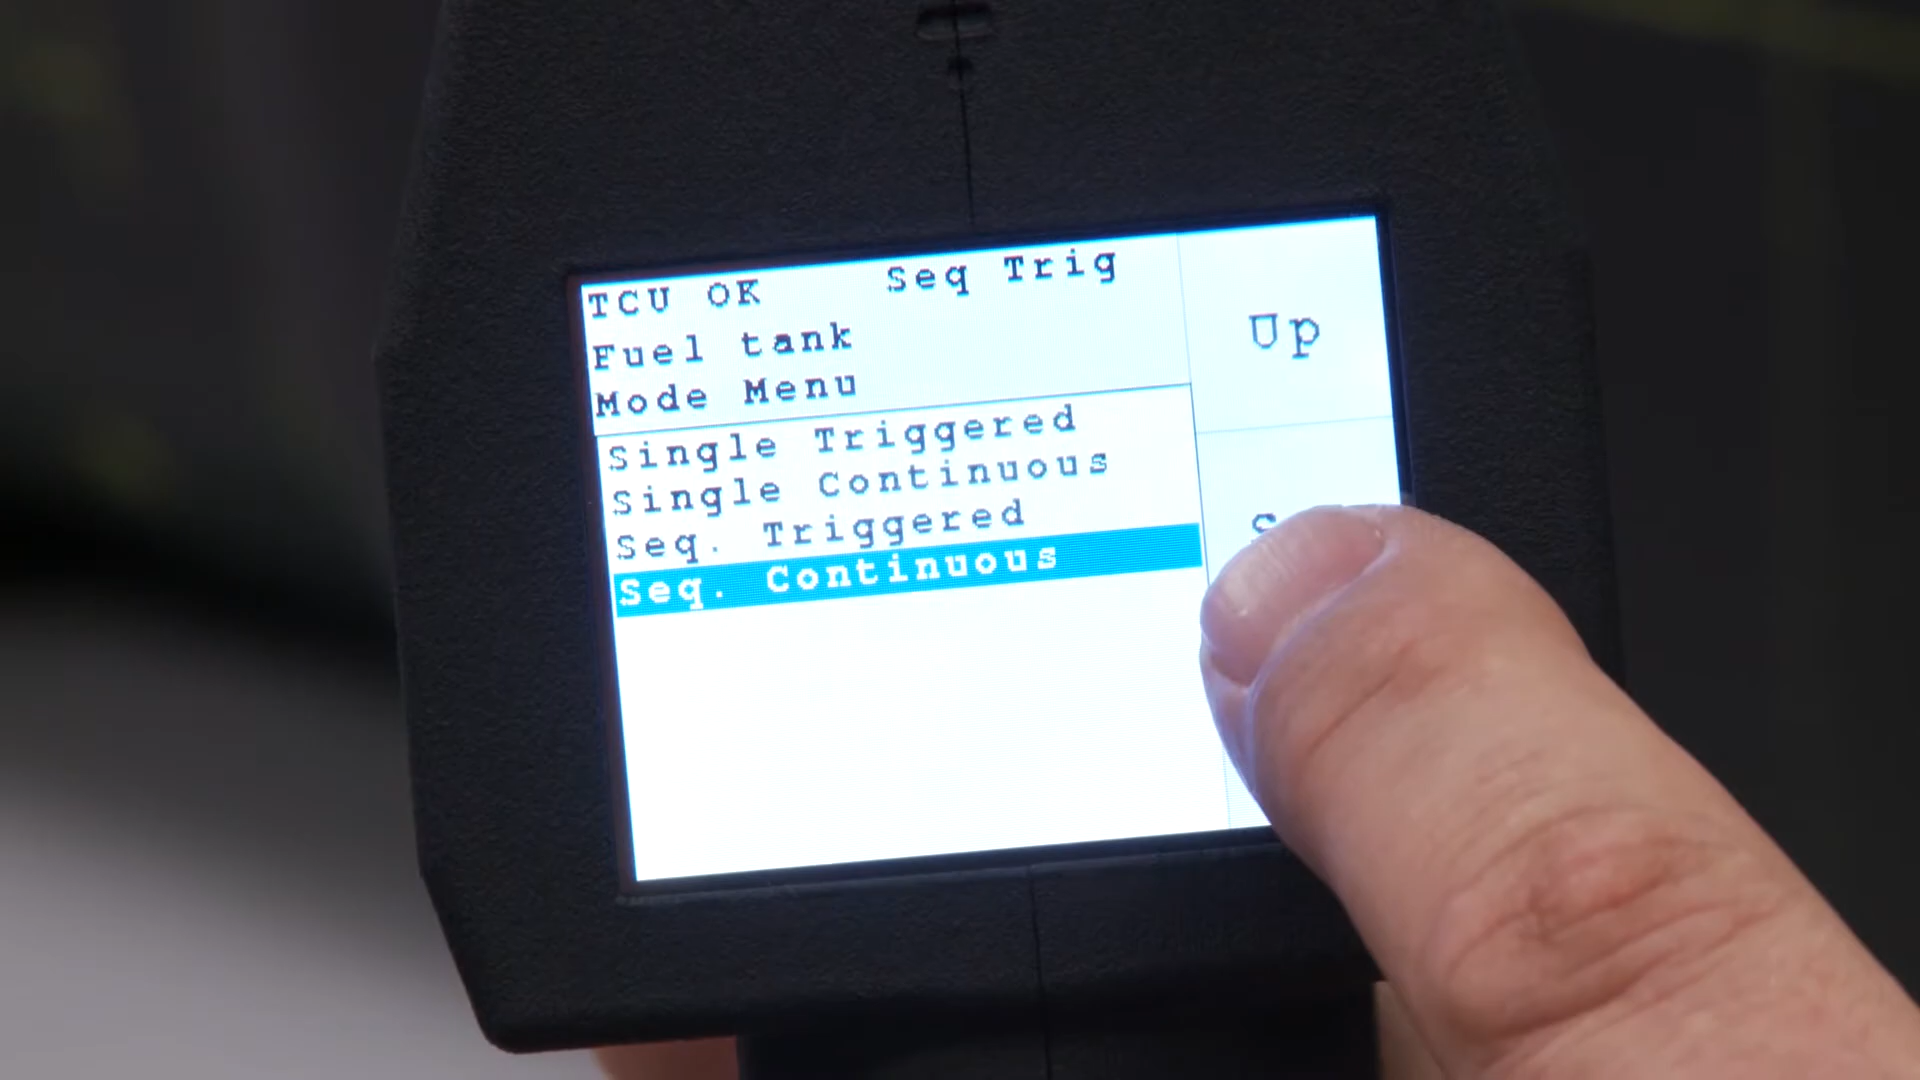 TCU OK Seq Trig
Fuel tank
Mode Menu
Single Triggered
Single Continuous
Seq. Triggered
Seq. Continuous
Up